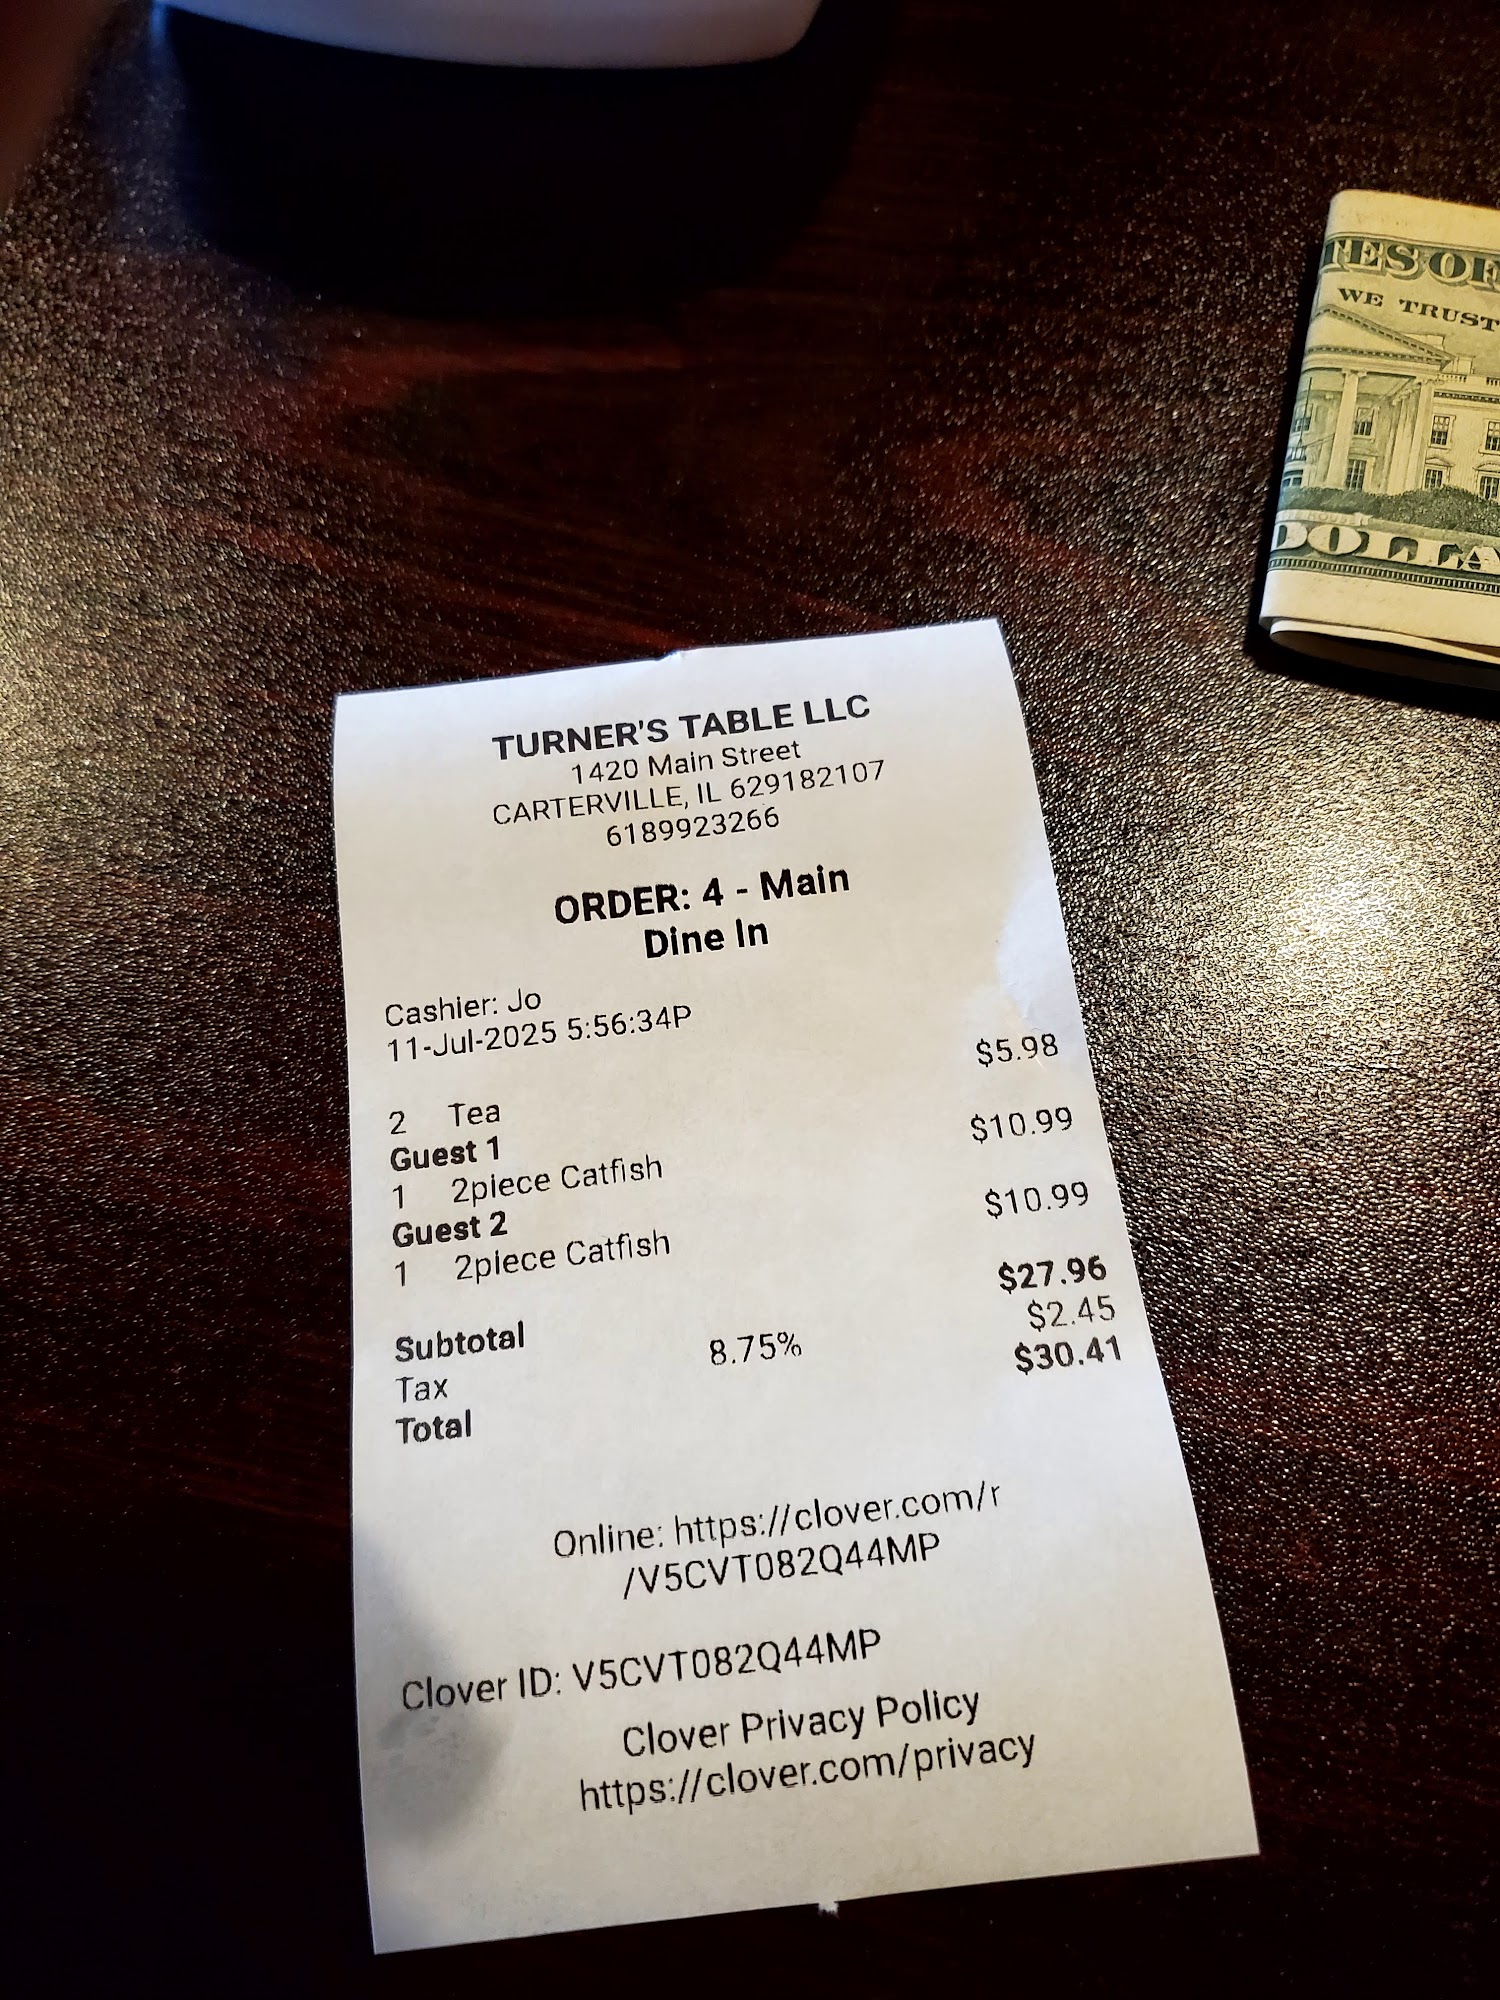 TURNER'S TABLE LLC
1420 Main Street
CARTERVILLE, IL 629182107
6189923266
ORDER: 4 - Main
Dine In
Cashier: Jo
11-Jul-2025 5:56:34P
2 Tea $5.98
Guest 1
1 2piece Catfish $10.99
Guest 2
1 2piece Catfish $10.99
Subtotal $27.96
Tax 8.75% $2.45
Total $30.41
Online: https://clover.com/r
/V5CVT082Q44MP
Clover ID: V5CVT082Q44MP
Clover Privacy Policy
https://clover.com/privacy
TES OF
WE TRUST
DOLLA